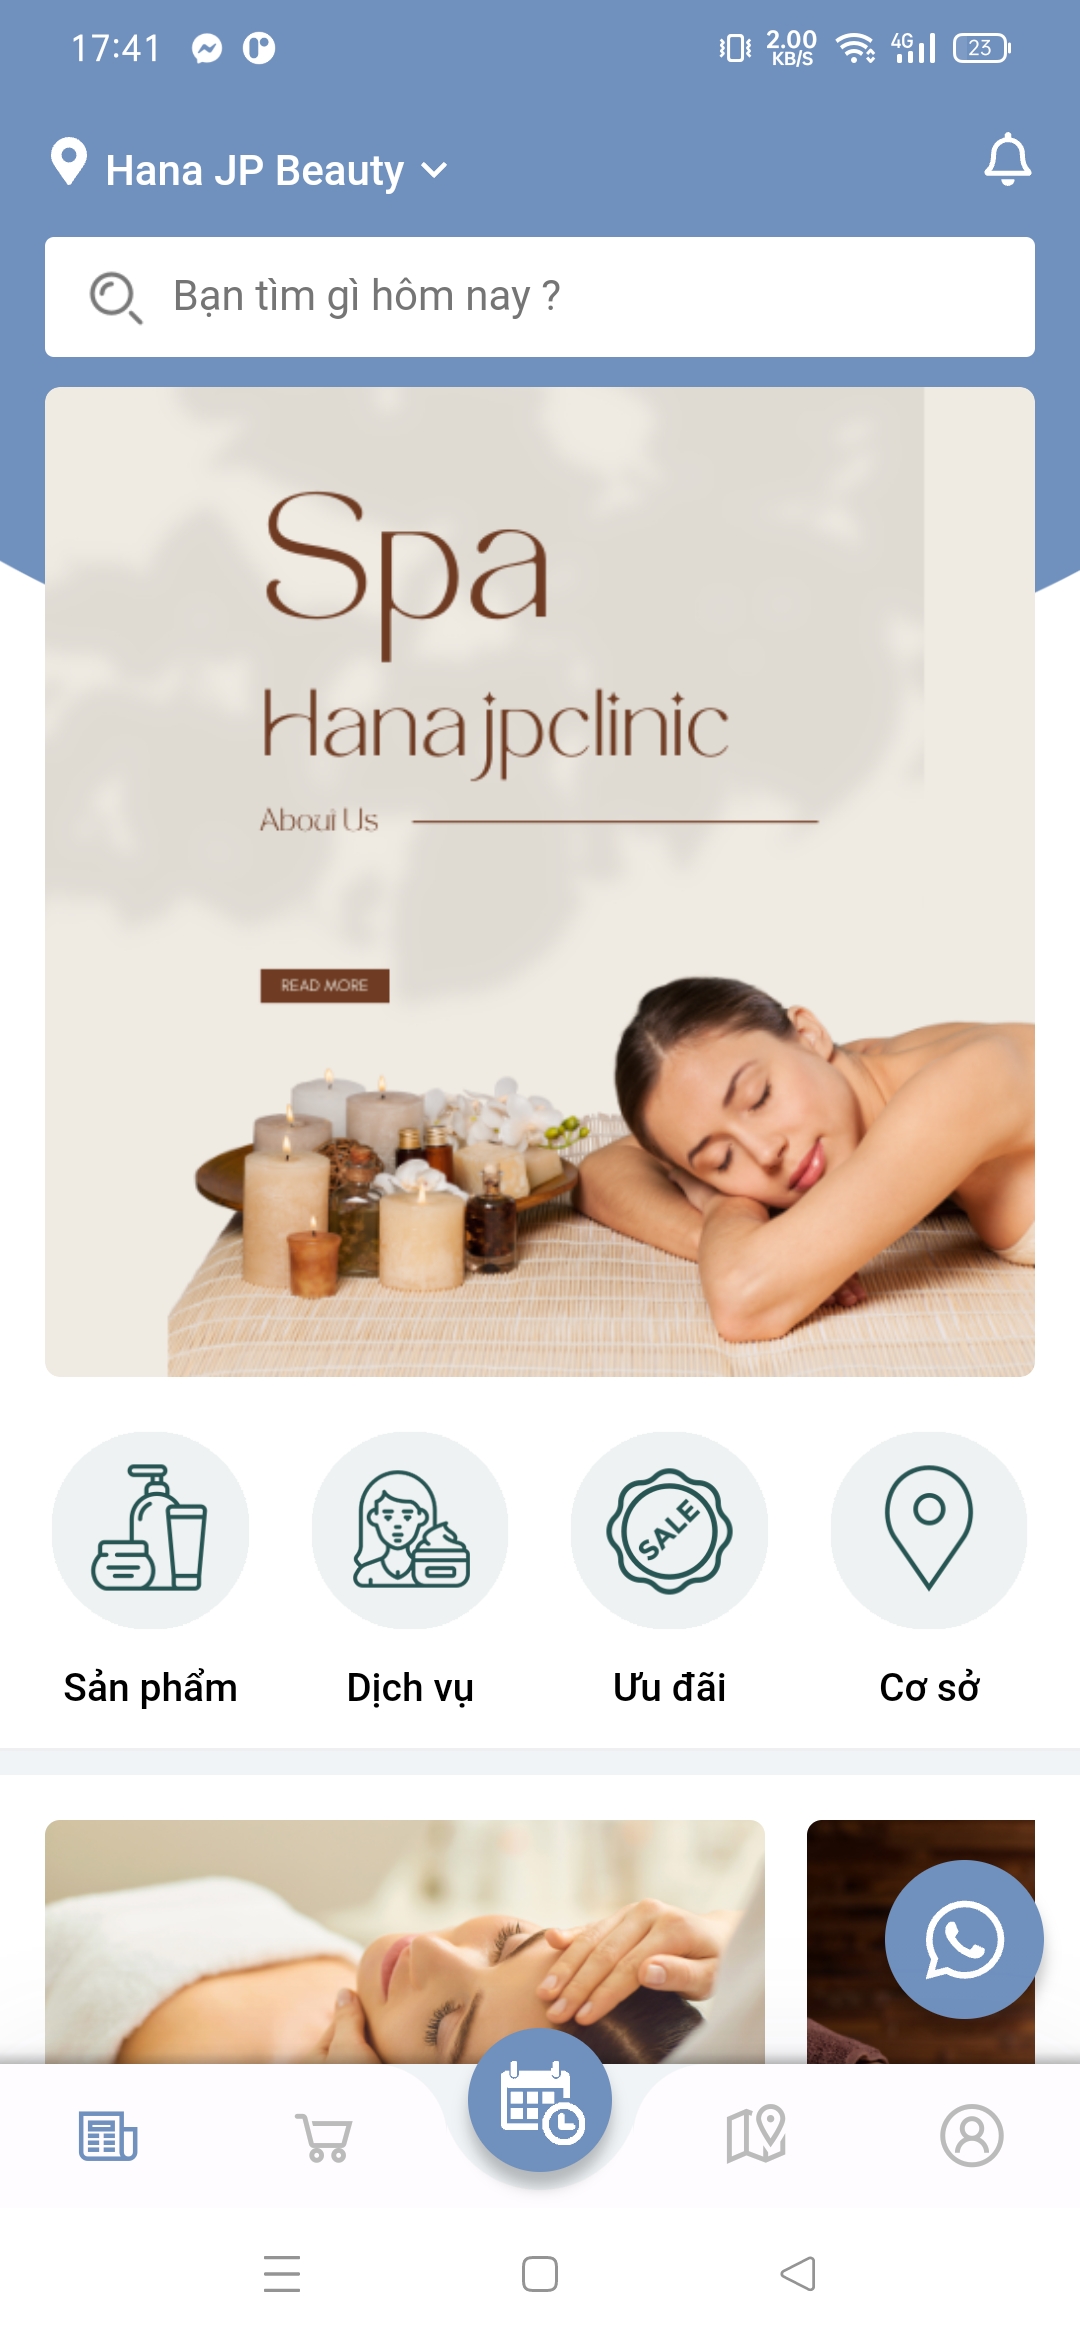 17:41
2.00
KB/S
4G
23
Hana JP Beauty
Bạn tìm gì hôm nay ?
Spa
Hana jpclinic
About Us
READ MORE
SALE
Sản phẩm
Dịch vụ
Ưu đãi
Cơ sở